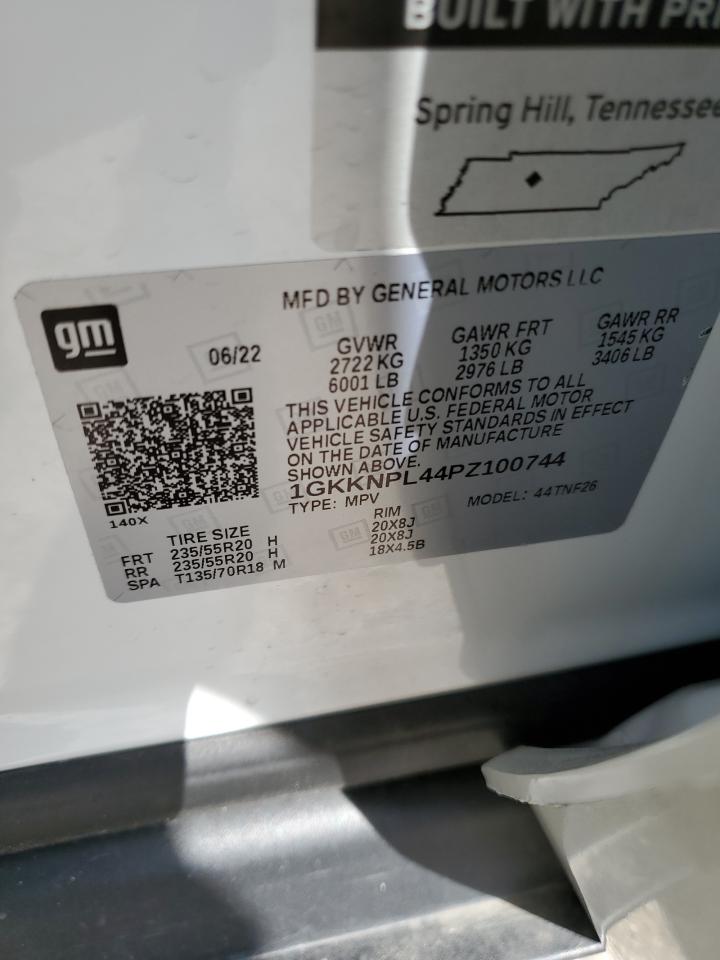 BUILT WITH
Spring Hill, Tennessee
MFD BY GENERAL MOTORS LLC
gm
06/22
GVWR
2722 KG
6001 LB
GAWR FRT
1350 KG
2976 LB
GAWR RR
1545 KG
3406 LB
THIS VEHICLE CONFORMS TO ALL
APPLICABLE U.S. FEDERAL MOTOR
VEHICLE SAFETY STANDARDS IN EFFECT
ON THE DATE OF MANUFACTURE
SHOWN ABOVE.
1GKKNPL44PZ100744
TYPE: MPV
MODEL: 44TNF26
140X
TIRE SIZE
RIM
FRT 235/55R20 H 20X8J
RR 235/55R20 H 20X8J
SPA T135/70R18 M 18X4.5B